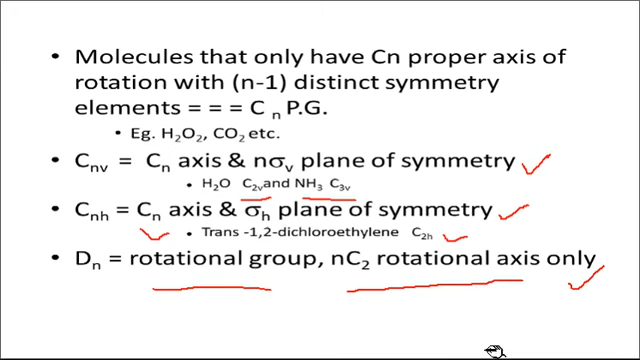 • Molecules that only have Cn proper axis of
rotation with (n-1) distinct symmetry
elements = = = C n P.G.
• Eg. H₂O₂, CO₂ etc.
• Cnv = Cn axis & nσv plane of symmetry
• H₂O C2v and NH₃ C3v
• Cnh = Cn axis & σh plane of symmetry
• Trans -1,2-dichloroethylene C2h
• Dn = rotational group, nC₂ rotational axis only